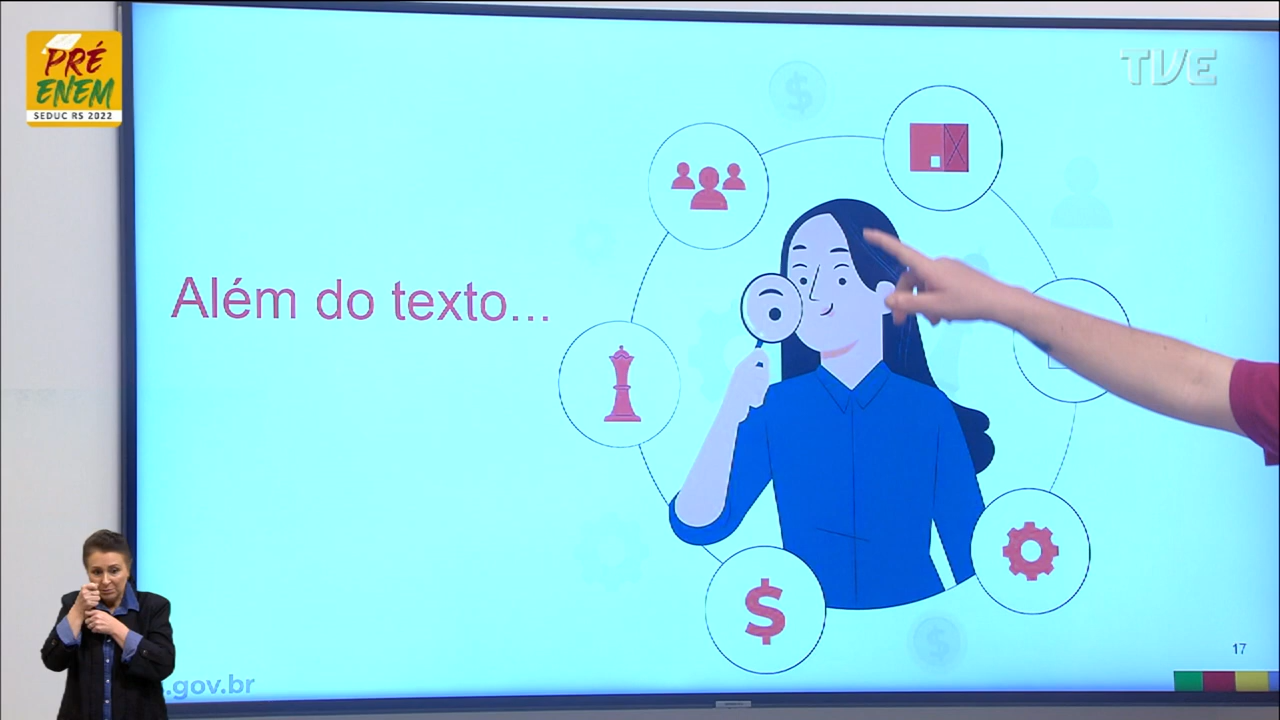 PRÉ
ENEM
SEDUC RS 2022
TVE
Além do texto...
$
$
$
17
.gov.br